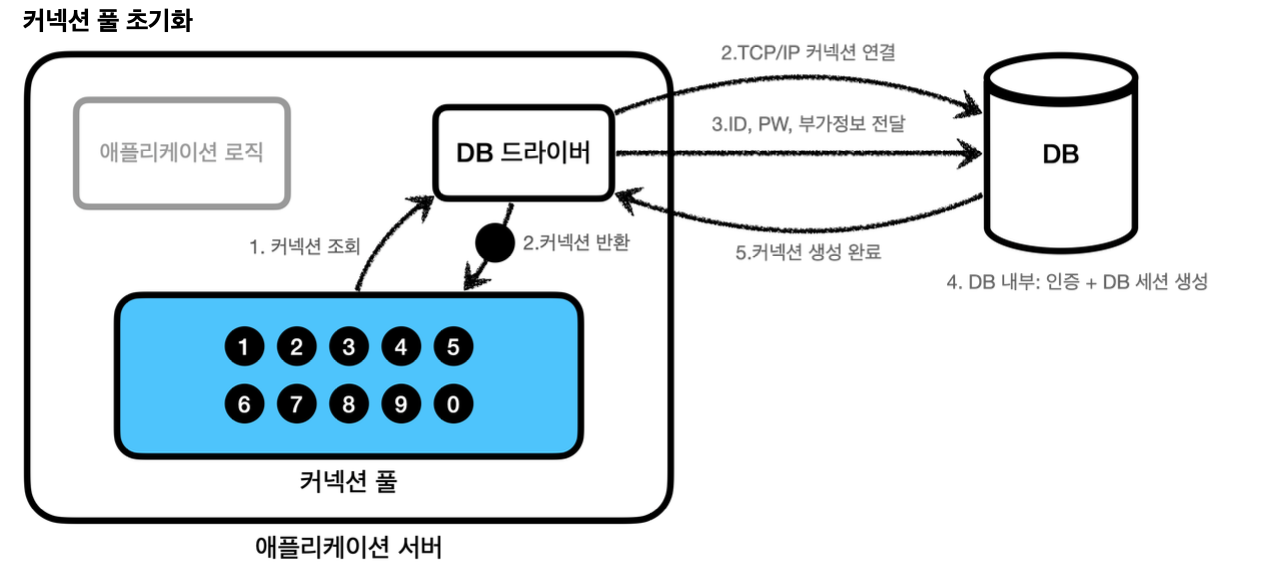 커넥션 풀 초기화
2.TCP/IP 커넥션 연결
3.ID, PW, 부가정보 전달
애플리케이션 로직
DB 드라이버
DB
1. 커넥션 조회
2.커넥션 반환
5.커넥션 생성 완료
4. DB 내부: 인증 + DB 세션 생성
1 2 3 4 5
6 7 8 9 0
커넥션 풀
애플리케이션 서버